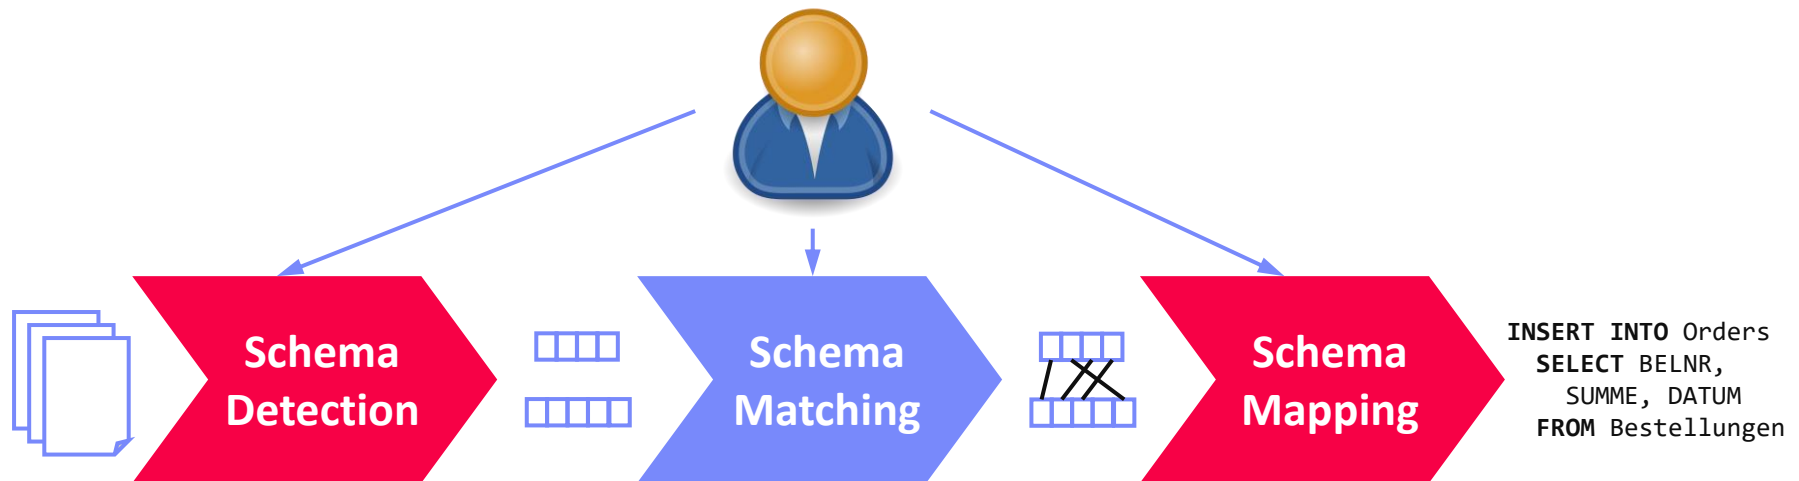 Schema
Detection
Schema
Matching
Schema
Mapping
INSERT INTO Orders
SELECT BELNR,
SUMME, DATUM
FROM Bestellungen